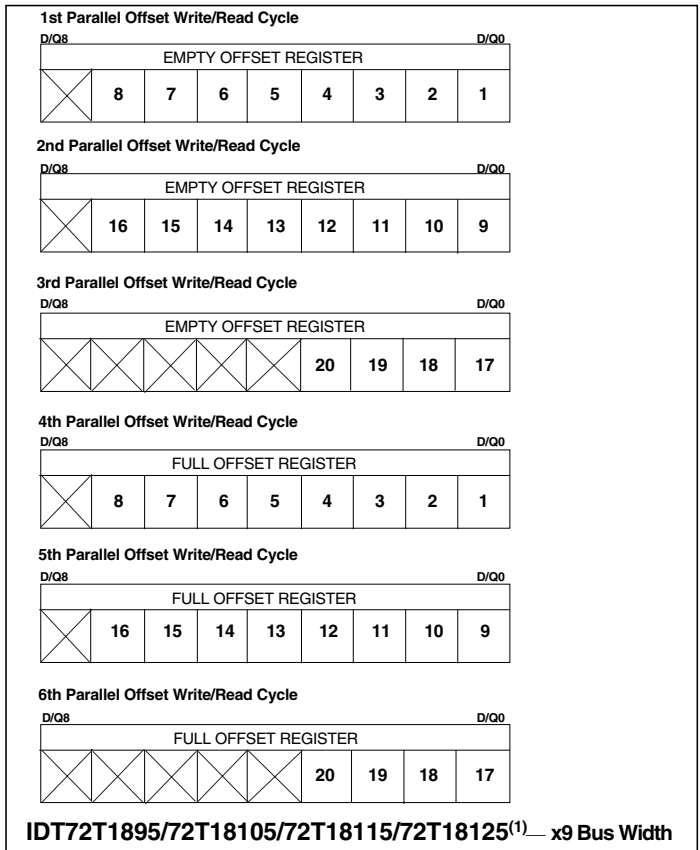 1st Parallel Offset Write/Read Cycle
D/Q8 D/Q0
EMPTY OFFSET REGISTER
8 7 6 5 4 3 2 1
2nd Parallel Offset Write/Read Cycle
D/Q8 D/Q0
EMPTY OFFSET REGISTER
16 15 14 13 12 11 10 9
3rd Parallel Offset Write/Read Cycle
D/Q8 D/Q0
EMPTY OFFSET REGISTER
20 19 18 17
4th Parallel Offset Write/Read Cycle
D/Q8 D/Q0
FULL OFFSET REGISTER
8 7 6 5 4 3 2 1
5th Parallel Offset Write/Read Cycle
D/Q8 D/Q0
FULL OFFSET REGISTER
16 15 14 13 12 11 10 9
6th Parallel Offset Write/Read Cycle
D/Q8 D/Q0
FULL OFFSET REGISTER
20 19 18 17
IDT72T1895/72T18105/72T18115/72T18125(1)— x9 Bus Width